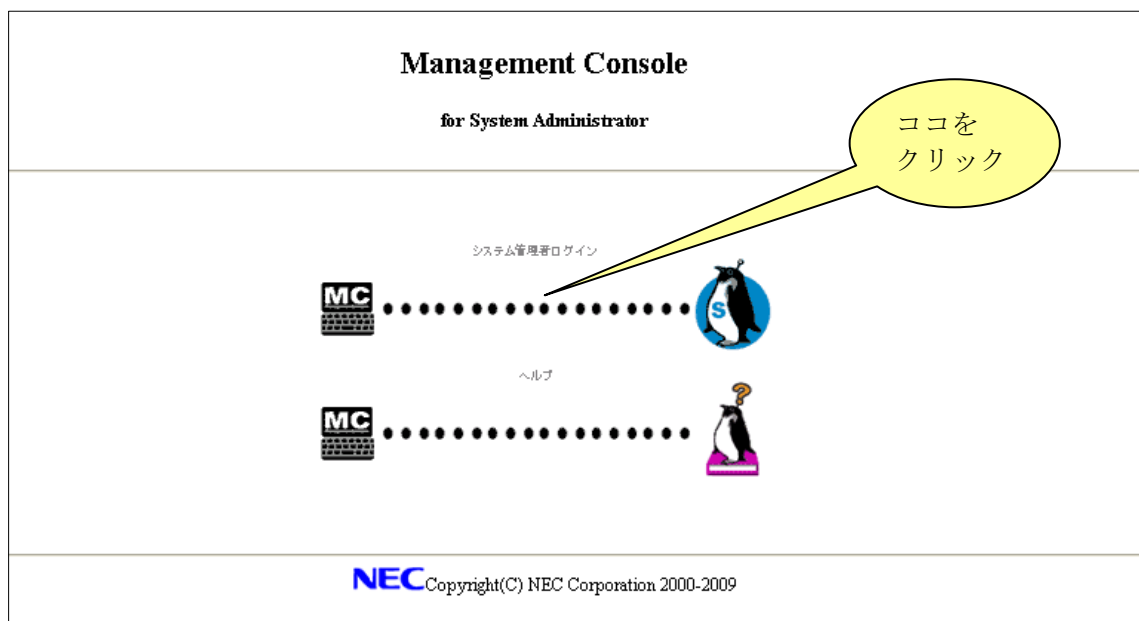 Management Console
for System Administrator
ココを
クリック
システム管理者ログイン
MC
S
ヘルプ
MC
?
NECCopyright(C) NEC Corporation 2000-2009